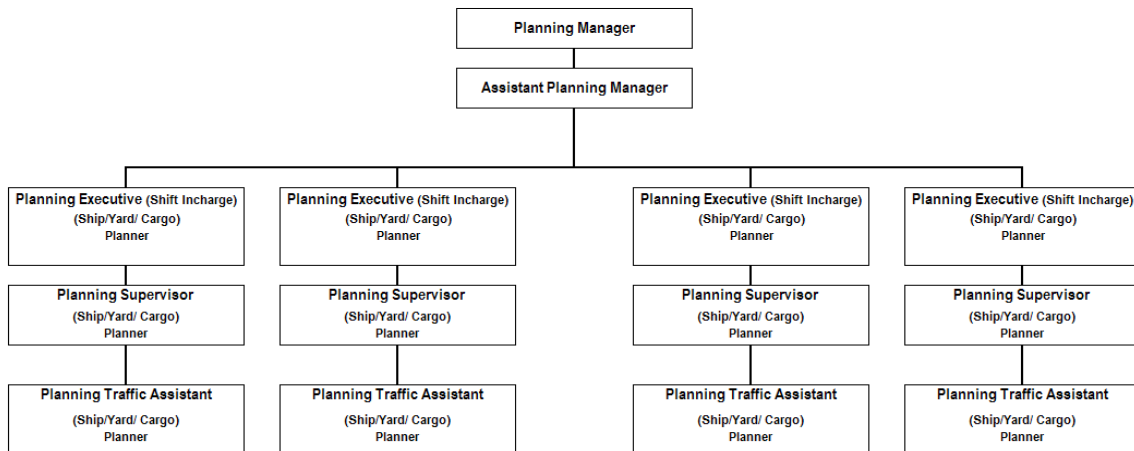 Planning Manager
Assistant Planning Manager
Planning Executive (Shift Incharge)
(Ship/Yard/ Cargo)
Planner
Planning Executive (Shift Incharge)
(Ship/Yard/ Cargo)
Planner
Planning Executive (Shift Incharge)
(Ship/Yard/ Cargo)
Planner
Planning Executive (Shift Incharge)
(Ship/Yard/ Cargo)
Planner
Planning Supervisor
(Ship/Yard/ Cargo)
Planner
Planning Supervisor
(Ship/Yard/ Cargo)
Planner
Planning Supervisor
(Ship/Yard/ Cargo)
Planner
Planning Supervisor
(Ship/Yard/ Cargo)
Planner
Planning Traffic Assistant
(Ship/Yard/ Cargo)
Planner
Planning Traffic Assistant
(Ship/Yard/ Cargo)
Planner
Planning Traffic Assistant
(Ship/Yard/ Cargo)
Planner
Planning Traffic Assistant
(Ship/Yard/ Cargo)
Planner